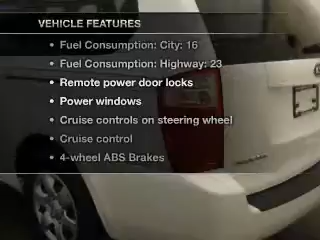 VEHICLE FEATURES
• Fuel Consumption: City: 16
• Fuel Consumption: Highway: 23
• Remote power door locks
• Power windows
• Cruise controls on steering wheel
• Cruise control
• 4-wheel ABS Brakes